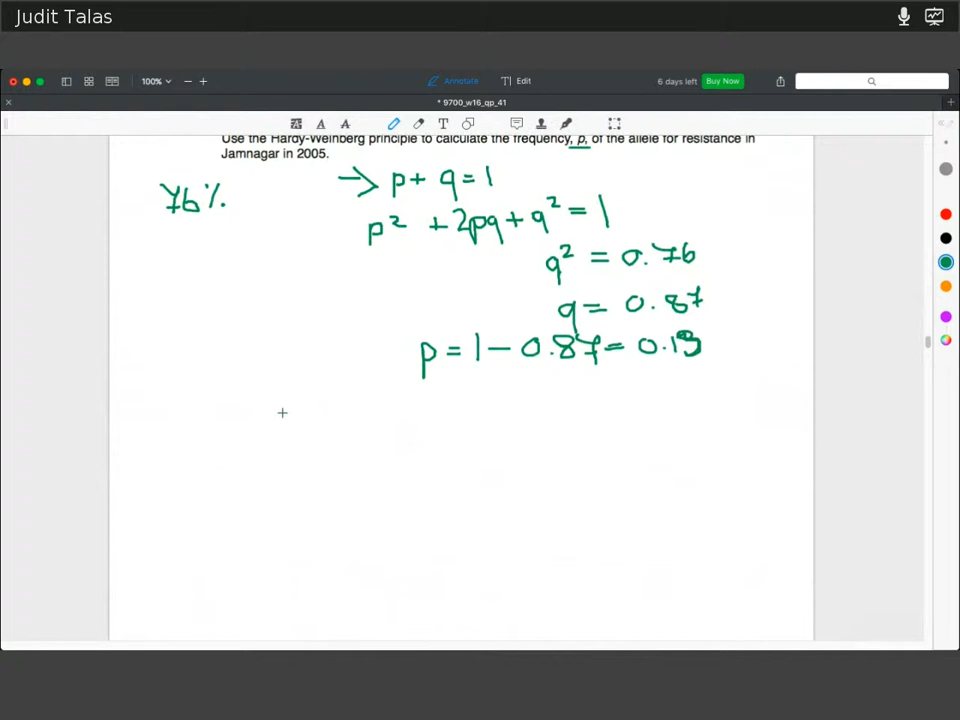 Judit Talas
100%
Annotate
Edit
6 days left
Buy Now
* 9700_w16_qp_41
Use the Hardy-Weinberg principle to calculate the frequency, p, of the allele for resistance in
Jamnagar in 2005.
76%
→ p + q = 1
p² + 2pq + q² = 1
q² = 0.76
q = 0.87
p = 1 - 0.87 = 0.13